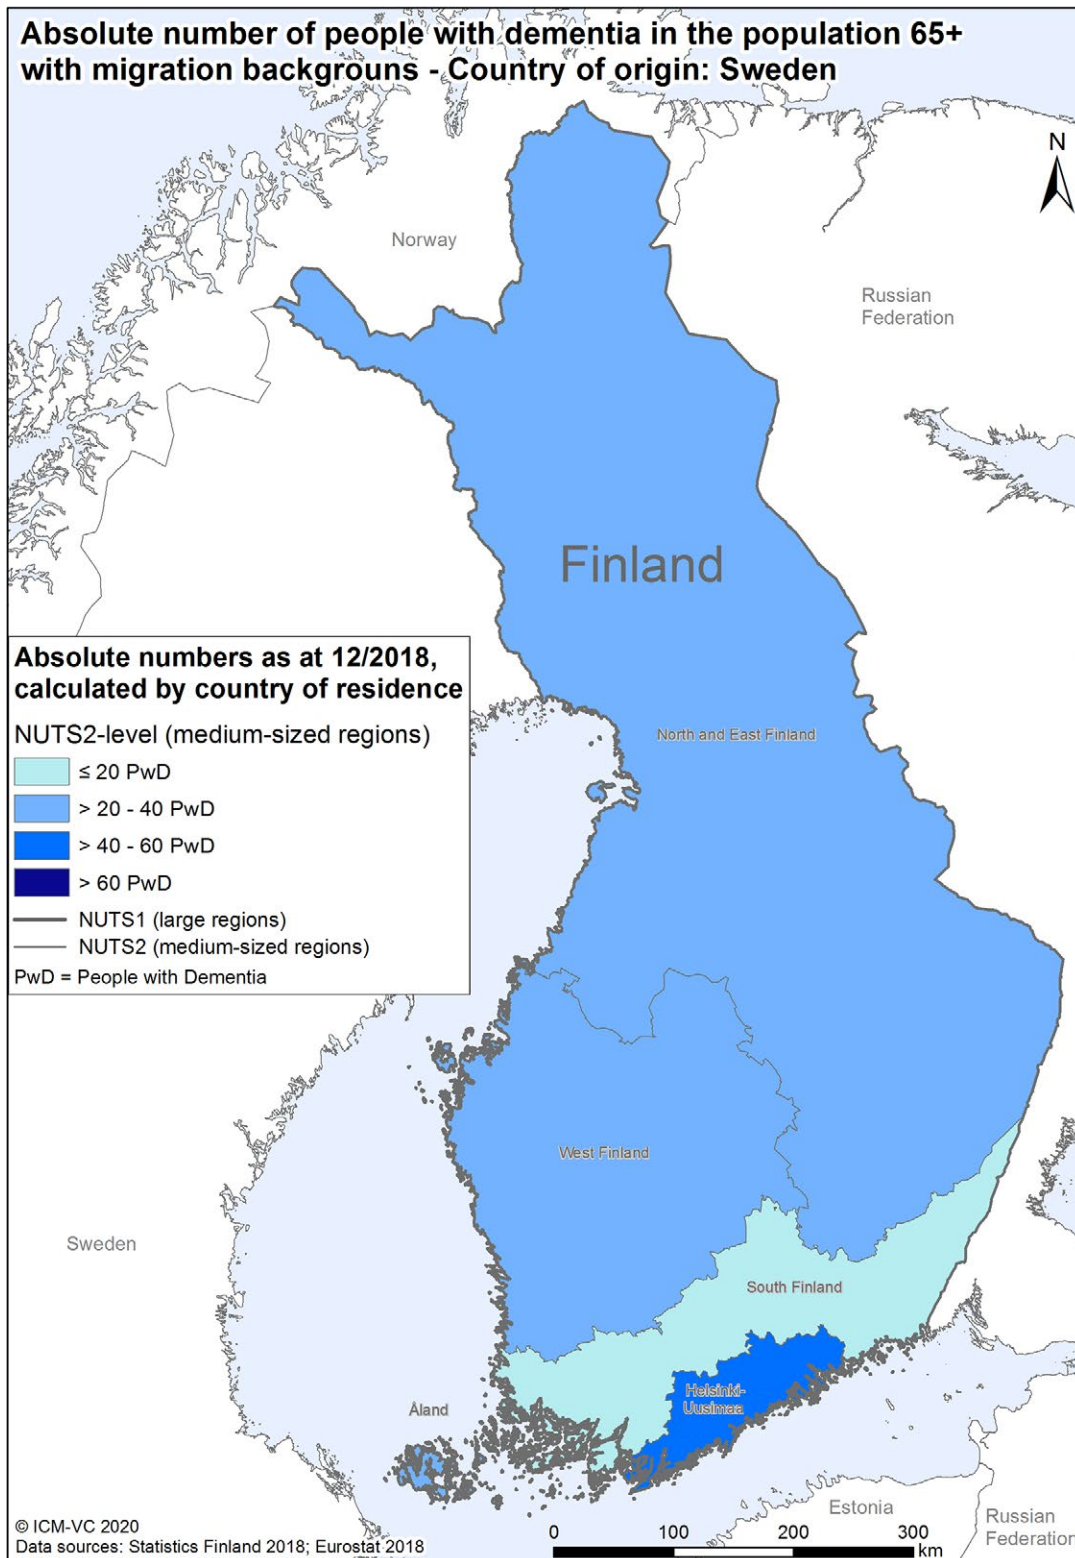 Absolute number of people with dementia in the population 65+
with migration backgrouns - Country of origin: Sweden
N
Norway
Russian
Federation
Finland
Absolute numbers as at 12/2018,
calculated by country of residence
NUTS2-level (medium-sized regions)
≤ 20 PwD
> 20 - 40 PwD
> 40 - 60 PwD
> 60 PwD
NUTS1 (large regions)
NUTS2 (medium-sized regions)
PwD = People with Dementia
North and East Finland
West Finland
Sweden
South Finland
Helsinki-
Uusimaa
Åland
Estonia
Russian
Federation
© ICM-VC 2020
Data sources: Statistics Finland 2018; Eurostat 2018
0 100 200 300
km